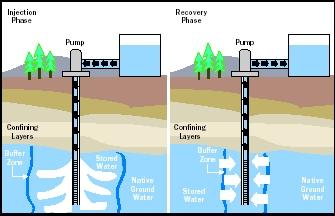 Injection
Phase
Pump
Confining
Layers
Buffer
Zone
Stored
Water
Native
Ground
Water
Recovery
Phase
Pump
Confining
Layers
Buffer
Zone
Stored
Water
Native
Ground
Water